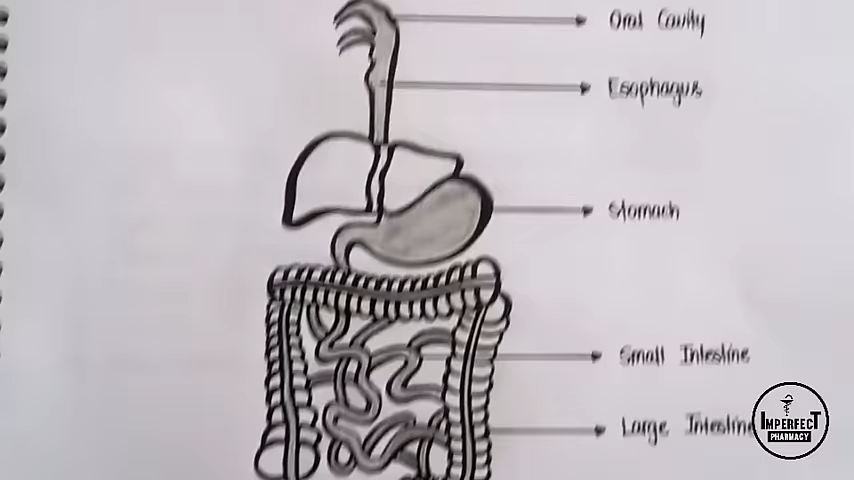 Oral Cavity
Esophagus
Stomach
Small Intestine
Large Intestine
IMPERFECT
PHARMACY